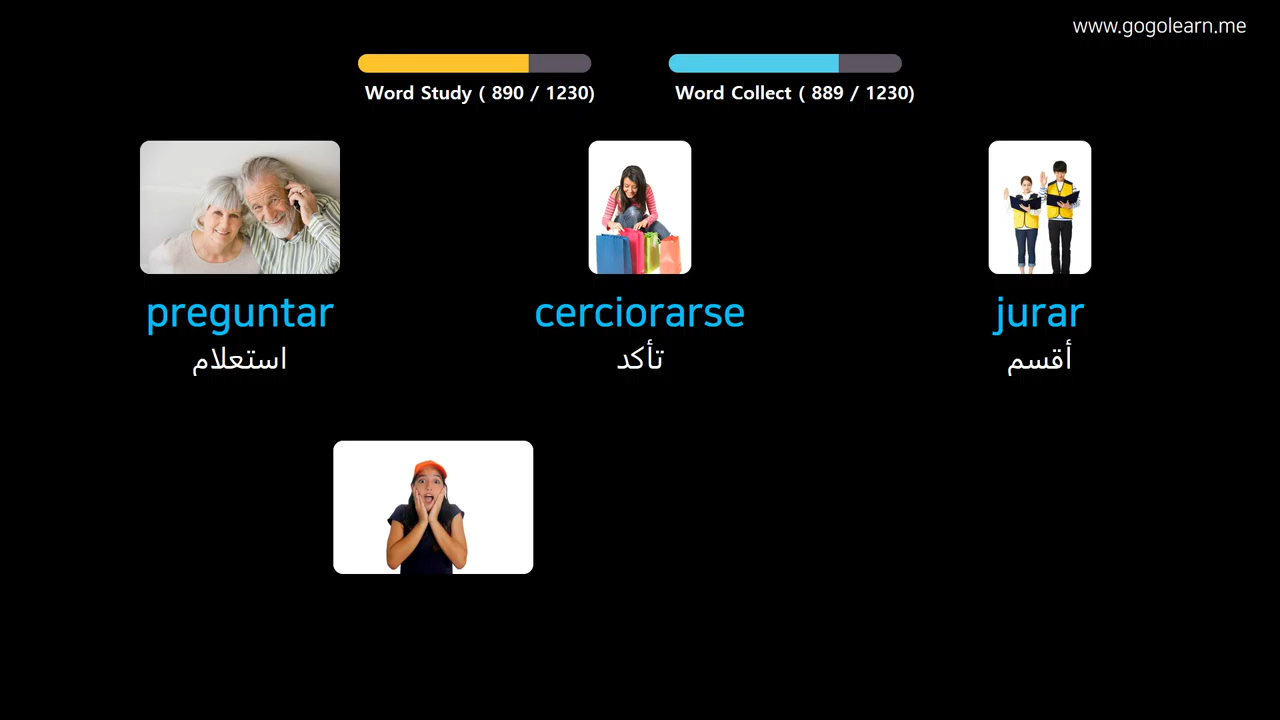 www.gogolearn.me
Word Study ( 890 / 1230)
Word Collect ( 889 / 1230)
preguntar
استعلام
cerciorarse
تأكد
jurar
أقسم